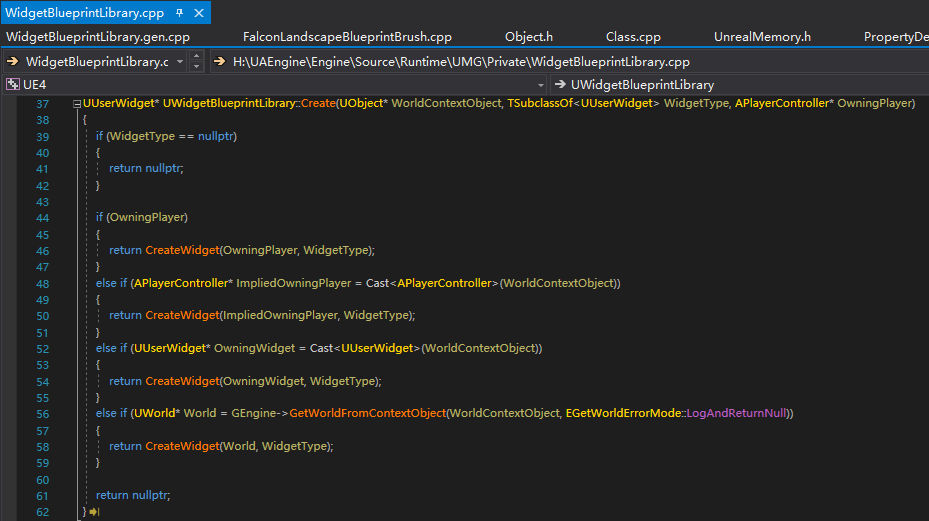 WidgetBlueprintLibrary.cpp
WidgetBlueprintLibrary.gen.cpp FalconLandscapeBlueprintBrush.cpp Object.h Class.cpp UnrealMemory.h PropertyDe
WidgetBlueprintLibrary.c H:\UAEngine\Engine\Source\Runtime\UMG\Private\WidgetBlueprintLibrary.cpp
UE4 UWidgetBlueprintLibrary
37 UUserWidget* UWidgetBlueprintLibrary::Create(UObject* WorldContextObject, TSubclassOf<UUserWidget> WidgetType, APlayerController* OwningPlayer)
38 {
39 if (WidgetType == nullptr)
40 {
41 return nullptr;
42 }
43
44 if (OwningPlayer)
45 {
46 return CreateWidget(OwningPlayer, WidgetType);
47 }
48 else if (APlayerController* ImpliedOwningPlayer = Cast<APlayerController>(WorldContextObject))
49 {
50 return CreateWidget(ImpliedOwningPlayer, WidgetType);
51 }
52 else if (UUserWidget* OwningWidget = Cast<UUserWidget>(WorldContextObject))
53 {
54 return CreateWidget(OwningWidget, WidgetType);
55 }
56 else if (UWorld* World = GEngine->GetWorldFromContextObject(WorldContextObject, EGetWorldErrorMode::LogAndReturnNull))
57 {
58 return CreateWidget(World, WidgetType);
59 }
60
61 return nullptr;
62 }